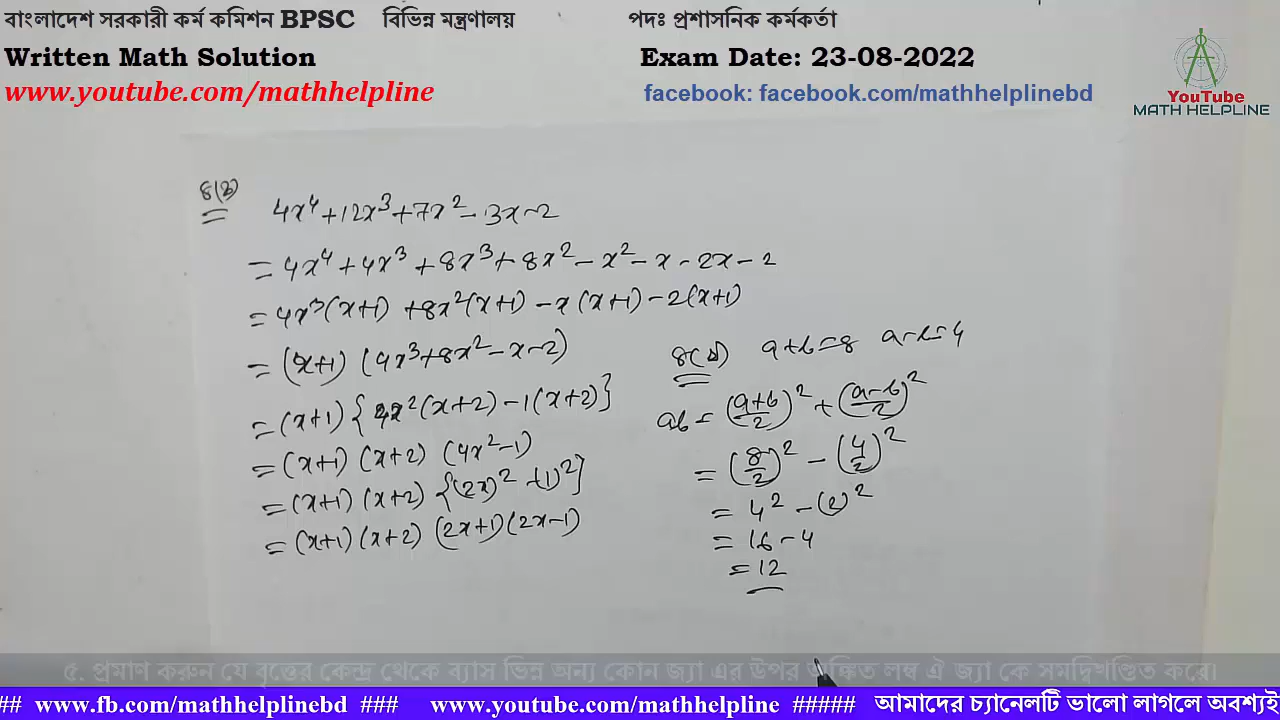 বাংলাদেশ সরকারী কর্ম কমিশন BPSC বিভিন্ন মন্ত্রণালয় পদঃ প্রশাসনিক কর্মকর্তা
Written Math Solution Exam Date: 23-08-2022
www.youtube.com/mathhelpline facebook: facebook.com/mathhelplinebd
YouTube
MATH HELPLINE
4x⁴+12x³+7x²-3x-2
=4x⁴+4x³+8x³+8x²-x²-x-2x-2
=4x³(x+1)+8x²(x+1)-x(x+1)-2(x+1)
=(x+1)(4x³+8x²-x-2)
=(x+1){4x²(x+2)-1(x+2)}
=(x+1)(x+2)(4x²-1)
=(x+1)(x+2){(2x)²-(1)²}
=(x+1)(x+2)(2x+1)(2x-1)
a+b=8 a-b=4
ab=((a+b)/2)²+((a-b)/2)²
=(8/2)²-(4/2)²
=4²-(2)²
=16-4
=12
৫. প্রমাণ করুন যে বৃত্তের কেন্দ্র থেকে ব্যাস ভিন্ন অন্য কোন জ্যা এর উপর অঙ্কিত লম্ব ঐ জ্যা কে সমদ্বিখণ্ডিত করে।
## www.fb.com/mathhelplinebd ### www.youtube.com/mathhelpline ##### আমাদের চ্যানেলটি ভালো লাগলে অবশ্যই